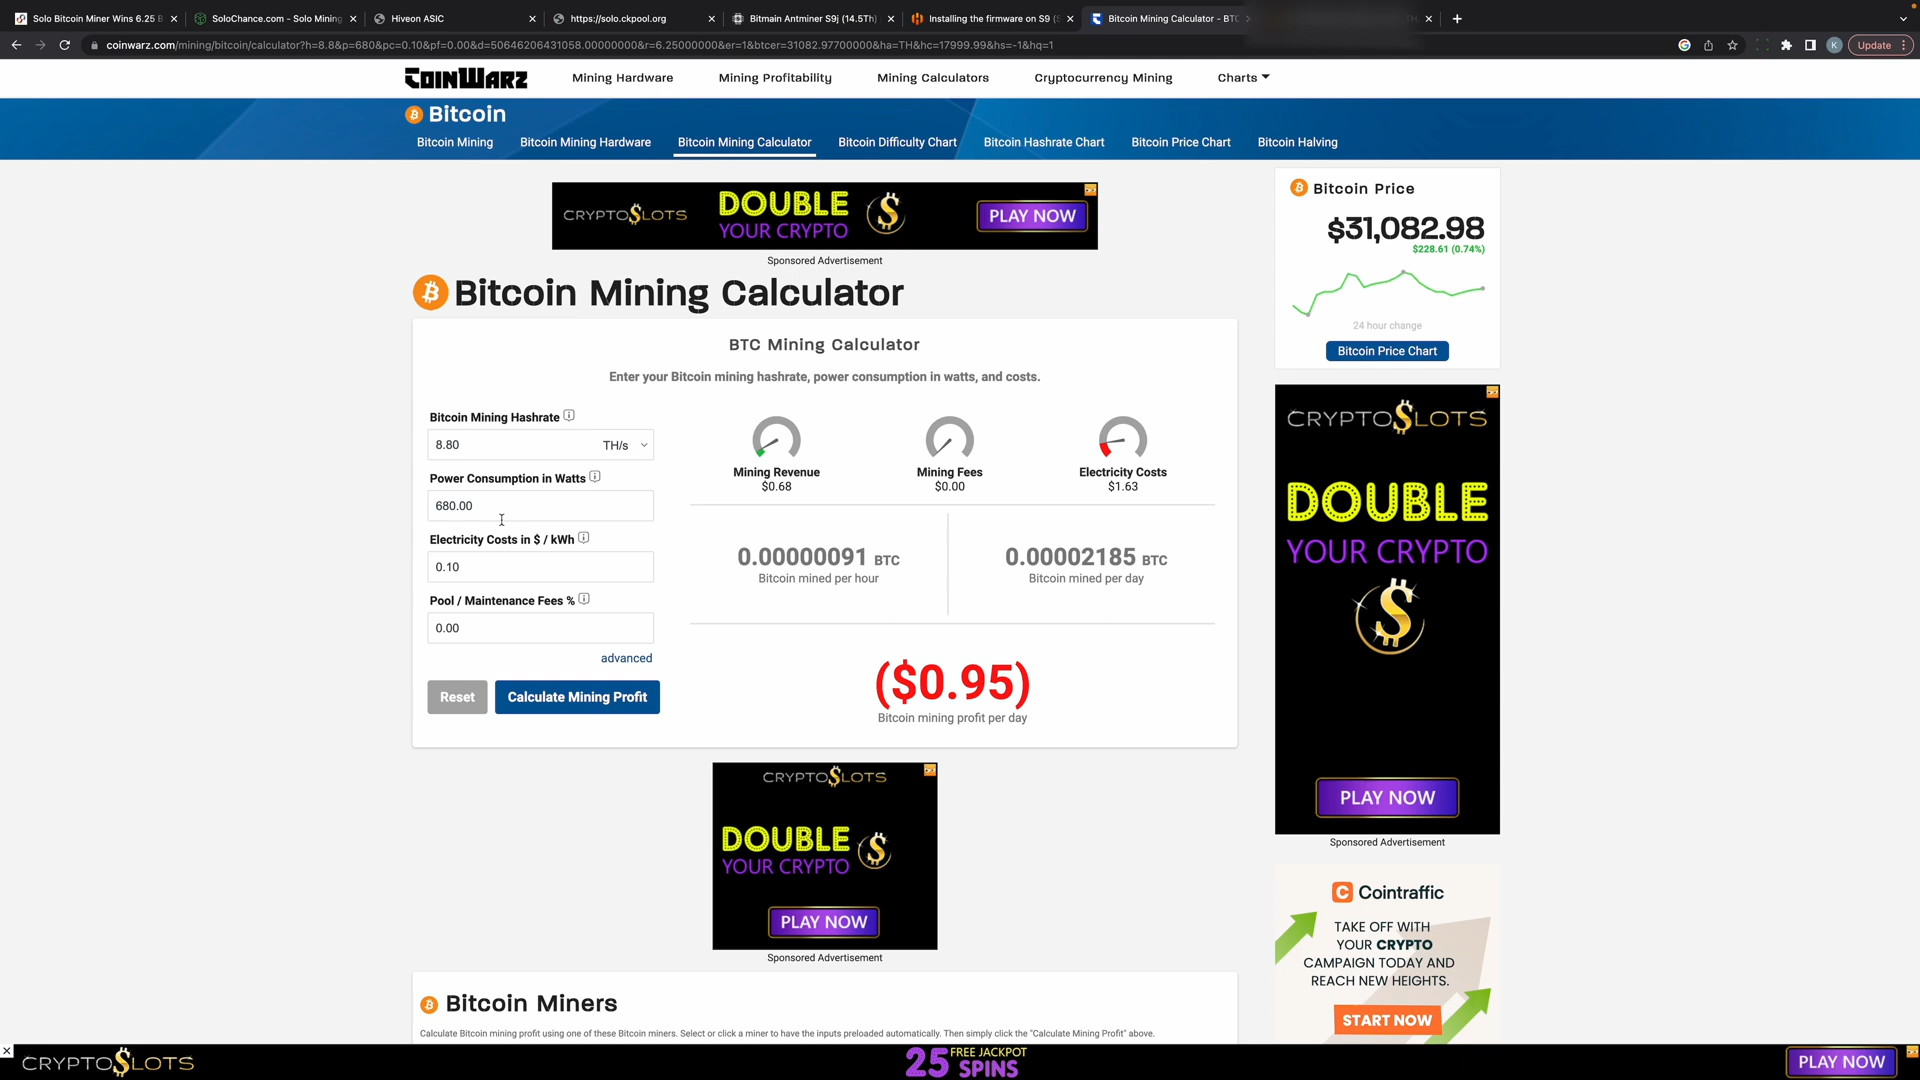 Solo Bitcoin Miner Wins 6.25 B
SoloChance.com - Solo Mining
Hiveon ASIC
https://solo.ckpool.org
Bitmain Antminer S9j (14.5Th)
Installing the firmware on S9 (S
Bitcoin Mining Calculator - BTC
coinwarz.com/mining/bitcoin/calculator?h=8.8&p=680&pc=0.10&pf=0.00&d=50646206431058.00000000&r=6.25000000&er=1&btcer=31082.97700000&ha=TH&hc=17999.99&hs=-1&hq=1
K
Update
COINWARZ
Mining Hardware
Mining Profitability
Mining Calculators
Cryptocurrency Mining
Charts
Bitcoin
Bitcoin Mining
Bitcoin Mining Hardware
Bitcoin Mining Calculator
Bitcoin Difficulty Chart
Bitcoin Hashrate Chart
Bitcoin Price Chart
Bitcoin Halving
CRYPTO$LOTS
DOUBLE
YOUR CRYPTO
PLAY NOW
Sponsored Advertisement
Bitcoin Mining Calculator
BTC Mining Calculator
Enter your Bitcoin mining hashrate, power consumption in watts, and costs.
Bitcoin Mining Hashrate
8.80
TH/s
Power Consumption in Watts
680.00
Electricity Costs in $ / kWh
0.10
Pool / Maintenance Fees %
0.00
advanced
Reset
Calculate Mining Profit
Mining Revenue
$0.68
Mining Fees
$0.00
Electricity Costs
$1.63
0.00000091 BTC
Bitcoin mined per hour
0.00002185 BTC
Bitcoin mined per day
($0.95)
Bitcoin mining profit per day
CRYPTO$LOTS
DOUBLE
YOUR CRYPTO
PLAY NOW
Sponsored Advertisement
Bitcoin Miners
Calculate Bitcoin mining profit using one of these Bitcoin miners. Select or click a miner to have the inputs preloaded automatically. Then simply click the "Calculate Mining Profit" above.
Bitcoin Price
$31,082.98
$228.61 (0.74%)
24 hour change
Bitcoin Price Chart
CRYPTO$LOTS
DOUBLE
YOUR CRYPTO
PLAY NOW
Sponsored Advertisement
Cointraffic
TAKE OFF WITH
YOUR CRYPTO
CAMPAIGN TODAY AND
REACH NEW HEIGHTS.
START NOW
CRYPTO$LOTS
25 FREE JACKPOT
SPINS
PLAY NOW